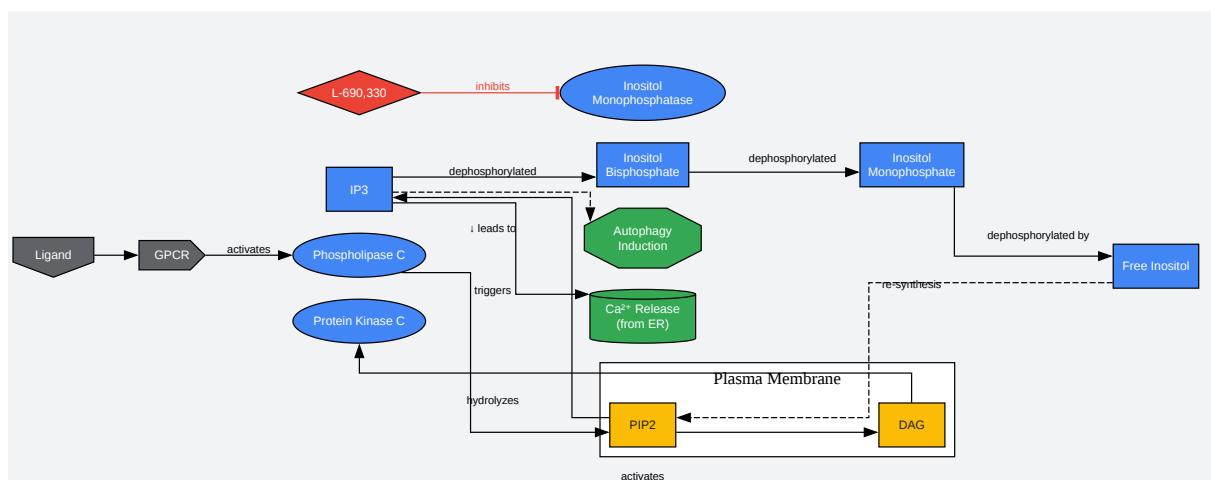 L-690,330
inhibits
Inositol
Monophosphatase
IP3
dephosphorylated
Inositol
Bisphosphate
dephosphorylated
Inositol
Monophosphate
↓ leads to
Autophagy
Induction
dephosphorylated by
Ligand
GPCR
activates
Phospholipase C
Free Inositol
triggers
re-synthesis
Protein Kinase C
Ca²⁺ Release
(from ER)
Plasma Membrane
hydrolyzes
PIP2
DAG
activates